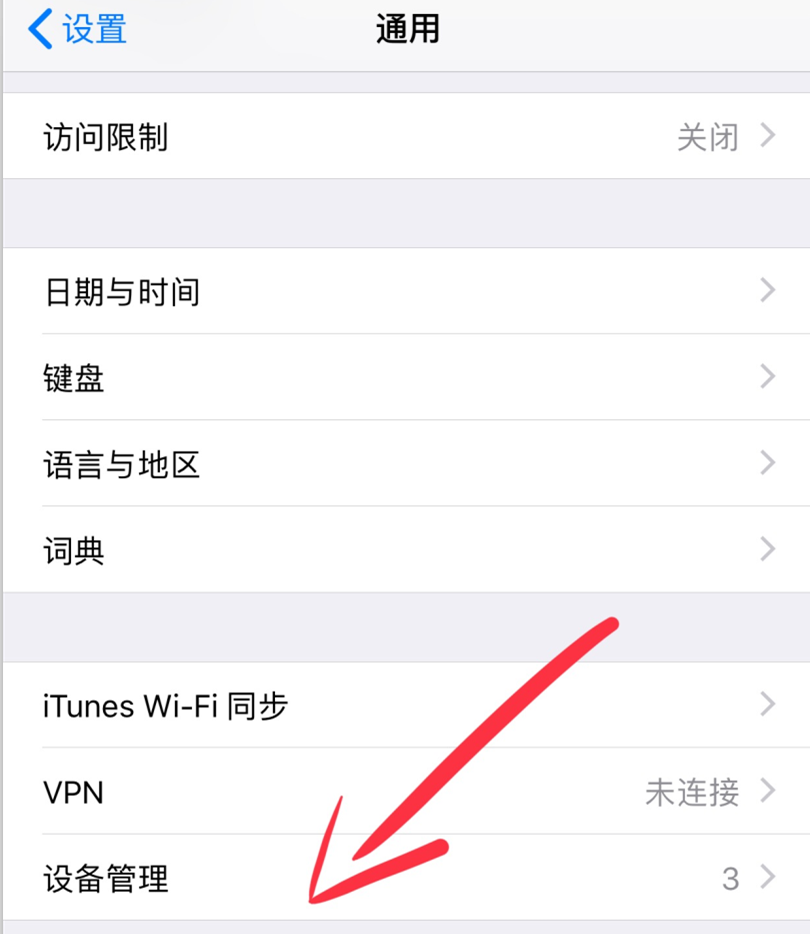 设置 通用
访问限制 关闭
日期与时间
键盘
语言与地区
词典
iTunes Wi-Fi 同步
VPN 未连接
设备管理 3